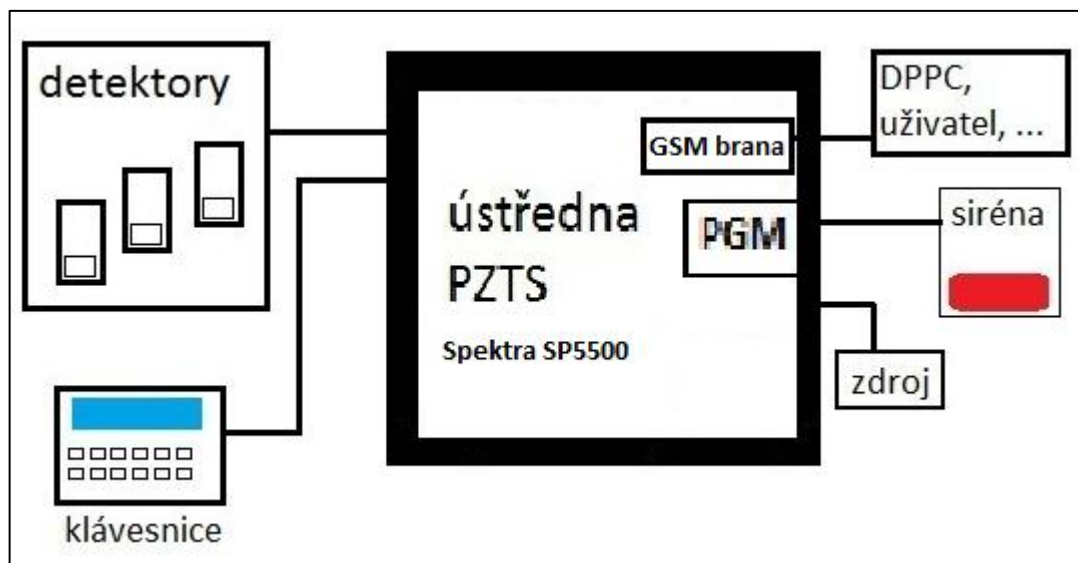 detektory
klávesnice
ústředna
PZTS
Spektra SP5500
GSM brana
PGM
DPPC,
uživatel, ...
siréna
zdroj